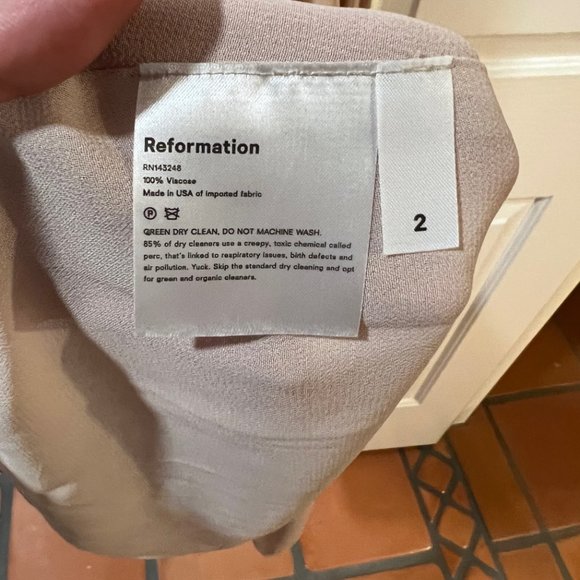 Reformation
RN143248
100% Viscose
Made in USA of imported fabric
P
GREEN DRY CLEAN, DO NOT MACHINE WASH.
85% of dry cleaners use a creepy, toxic chemical called
perc, that's linked to respiratory issues, birth defects and
air pollution. Yuck. Skip the standard dry cleaning and opt
for green and organic cleaners.
2